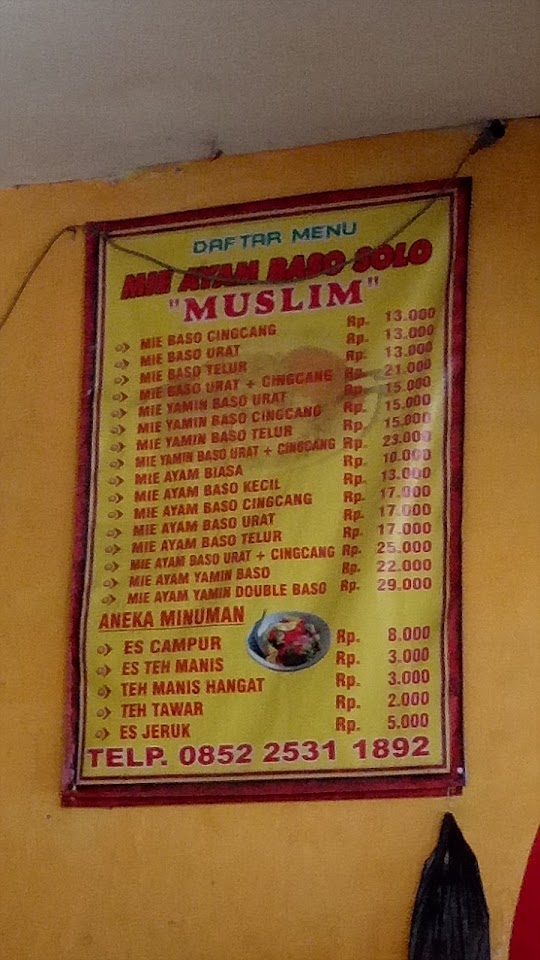 DAFTAR MENU
MIE AYAM BASO SOLO
"MUSLIM"
MIE BASO CINGCANG Rp. 13.000
MIE BASO URAT Rp. 13.000
MIE BASO TELUR Rp. 13.000
MIE BASO URAT + CINGCANG Rp. 21.000
MIE YAMIN BASO URAT Rp. 15.000
MIE YAMIN BASO CINGCANG Rp. 15.000
MIE YAMIN BASO TELUR Rp. 15.000
MIE YAMIN BASO URAT + CINGCANG Rp. 23.000
MIE AYAM BIASA Rp. 10.000
MIE AYAM BASO KECIL Rp. 13.000
MIE AYAM BASO CINGCANG Rp. 17.000
MIE AYAM BASO URAT Rp. 17.000
MIE AYAM BASO TELUR Rp. 17.000
MIE AYAM BASO URAT + CINGCANG Rp. 25.000
MIE AYAM YAMIN BASO Rp. 22.000
MIE AYAM YAMIN DOUBLE BASO Rp. 29.000
ANEKA MINUMAN
ES CAMPUR Rp. 8.000
ES TEH MANIS Rp. 3.000
TEH MANIS HANGAT Rp. 3.000
TEH TAWAR Rp. 2.000
ES JERUK Rp. 5.000
TELP. 0852 2531 1892